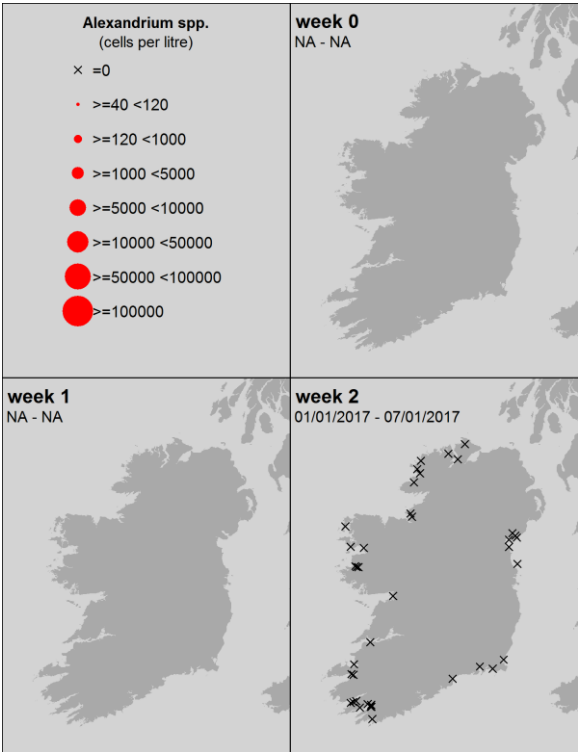 Alexandrium spp.
(cells per litre)
=0
>=40 <120
>=120 <1000
>=1000 <5000
>=5000 <10000
>=10000 <50000
>=50000 <100000
>=100000
week 0
NA - NA
week 1
NA - NA
week 2
01/01/2017 - 07/01/2017